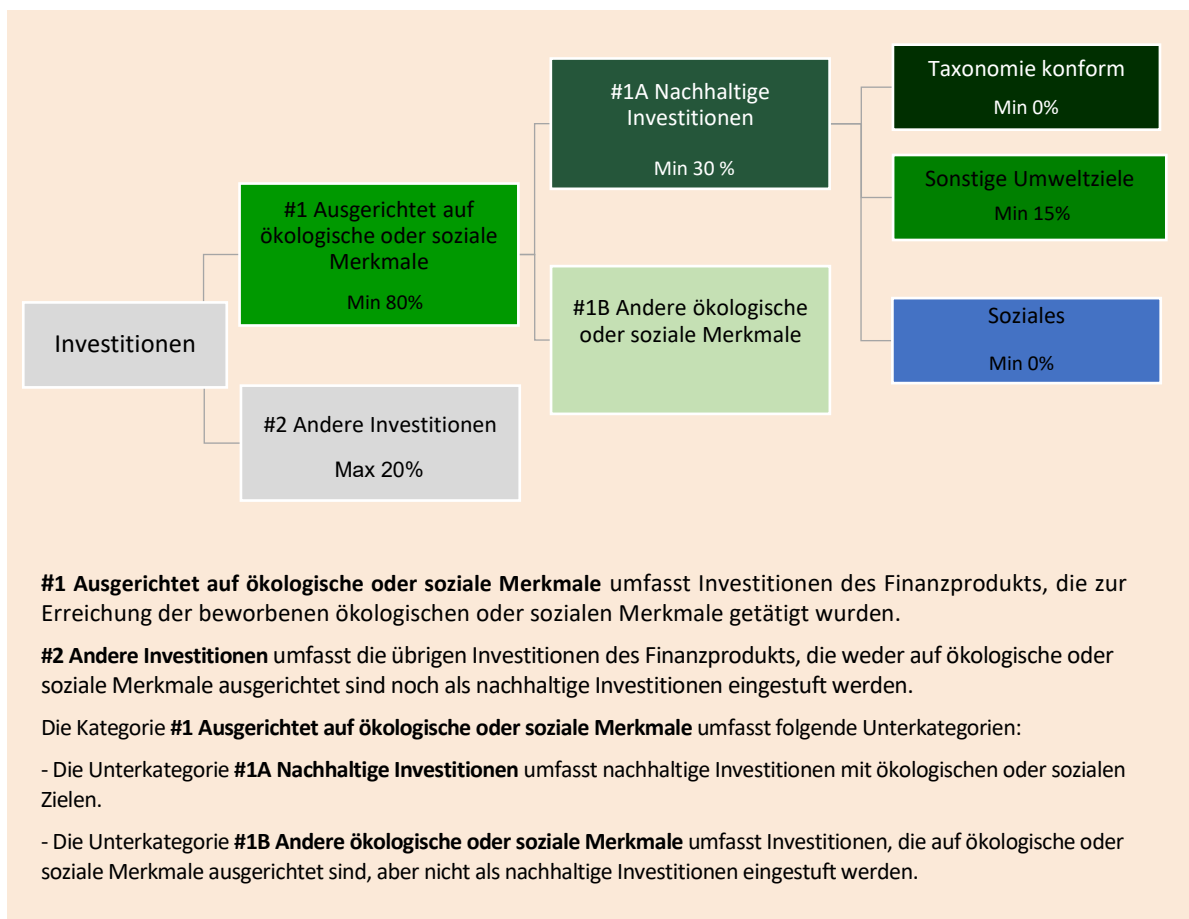 Investitionen
#1 Ausgerichtet auf
ökologische oder soziale
Merkmale
Min 80%
#2 Andere Investitionen
Max 20%
#1A Nachhaltige
Investitionen
Min 30 %
#1B Andere ökologische
oder soziale Merkmale
Taxonomie konform
Min 0%
Sonstige Umweltziele
Min 15%
Soziales
Min 0%
#1 Ausgerichtet auf ökologische oder soziale Merkmale umfasst Investitionen des Finanzprodukts, die zur
Erreichung der beworbenen ökologischen oder sozialen Merkmale getätigt wurden.
#2 Andere Investitionen umfasst die übrigen Investitionen des Finanzprodukts, die weder auf ökologische oder
soziale Merkmale ausgerichtet sind noch als nachhaltige Investitionen eingestuft werden.
Die Kategorie #1 Ausgerichtet auf ökologische oder soziale Merkmale umfasst folgende Unterkategorien:
- Die Unterkategorie #1A Nachhaltige Investitionen umfasst nachhaltige Investitionen mit ökologischen oder sozialen
Zielen.
- Die Unterkategorie #1B Andere ökologische oder soziale Merkmale umfasst Investitionen, die auf ökologische oder
soziale Merkmale ausgerichtet sind, aber nicht als nachhaltige Investitionen eingestuft werden.